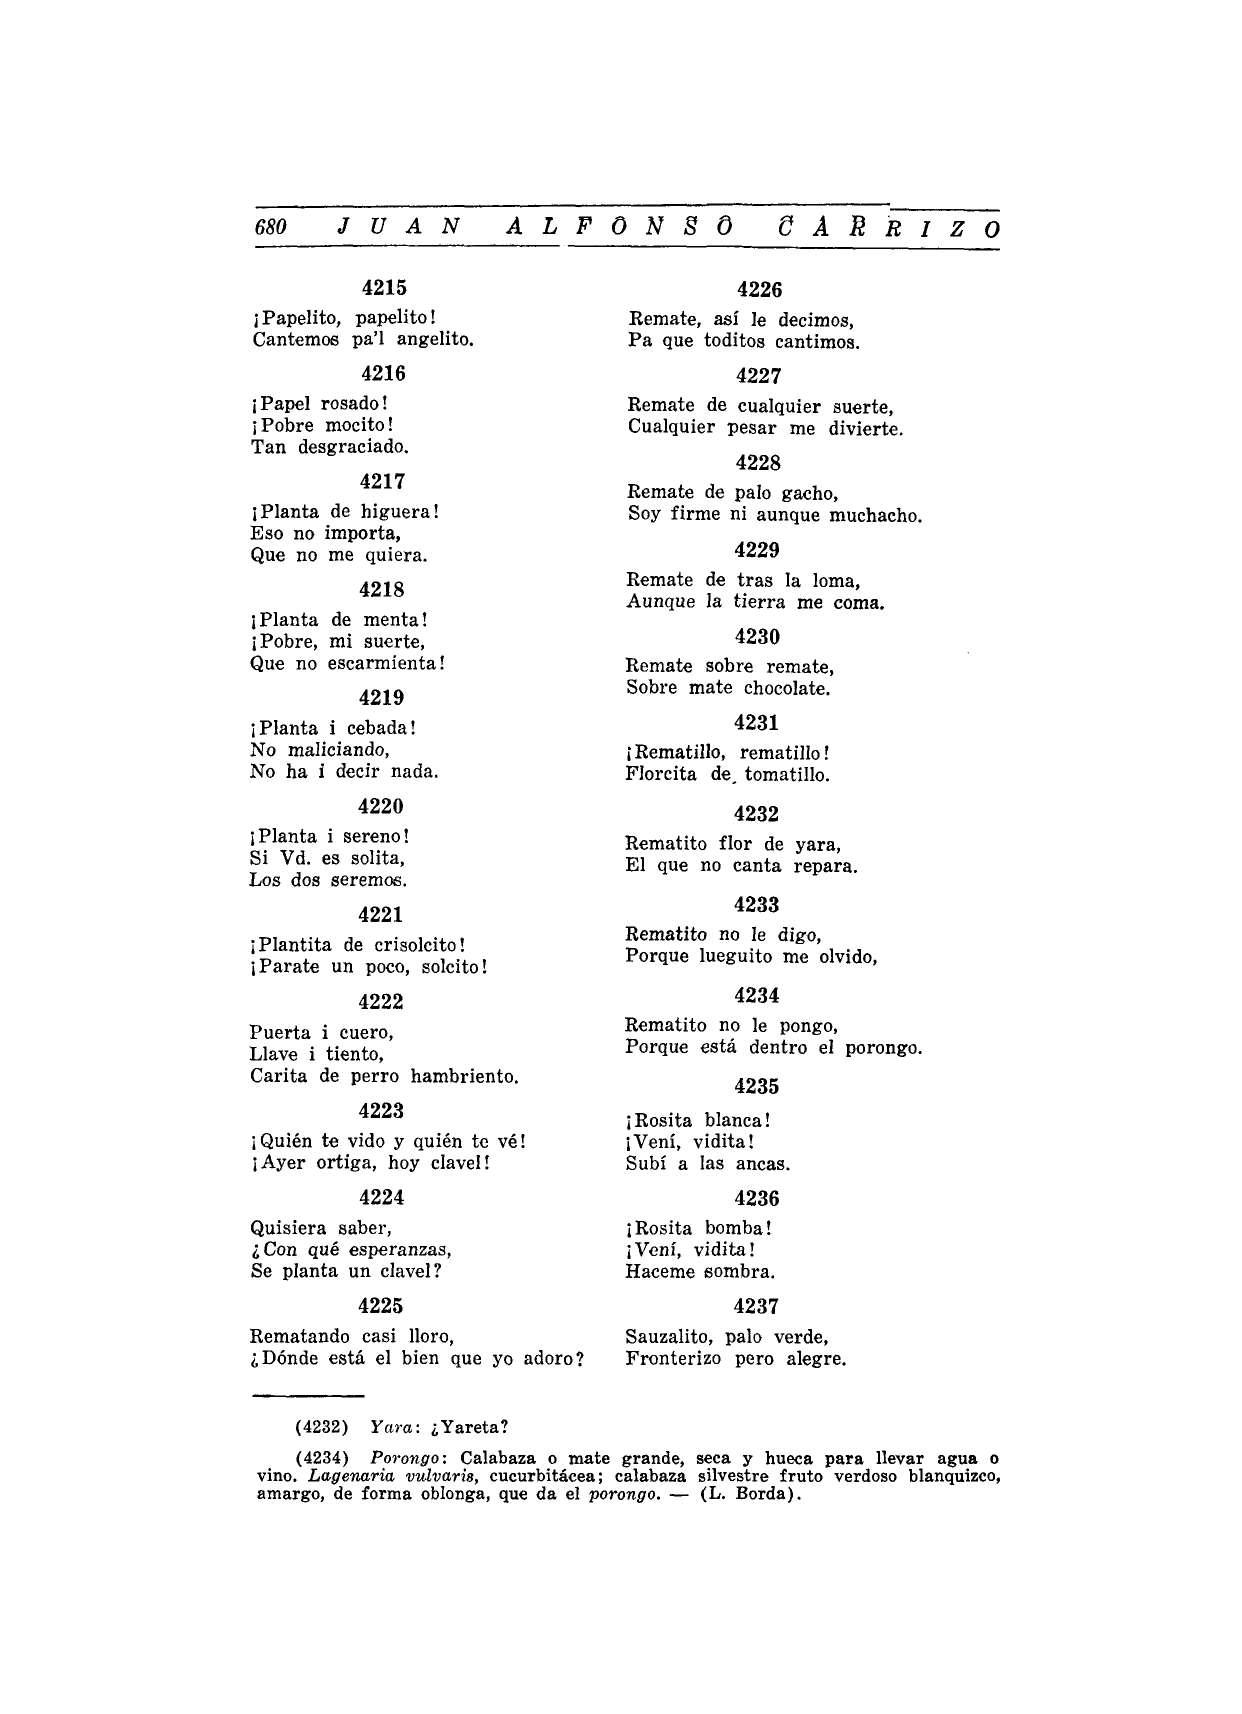 680 JUAN ALFONSO CARRIZO
4215
¡Papelito, papelito!
Cantemos pa'l angelito.
4216
¡Papel rosado!
¡Pobre mocito!
Tan desgraciado.
4217
¡Planta de higuera!
Eso no importa,
Que no me quiera.
4218
¡Planta de menta!
¡Pobre, mi suerte,
Que no escarmienta!
4219
¡Planta i cebada!
No maliciando,
No ha i decir nada.
4220
¡Planta i sereno!
Si Vd. es solita,
Los dos seremos.
4221
¡Plantita de crisolcito!
¡Parate un poco, solcito!
4222
Puerta i cuero,
Llave i tiento,
Carita de perro hambriento.
4223
¡Quién te vido y quién te vé!
¡Ayer ortiga, hoy clavel!
4224
Quisiera saber,
¿Con qué esperanzas,
Se planta un clavel?
4225
Rematando casi lloro,
¿Dónde está el bien que yo adoro?
4226
Remate, así le decimos,
Pa que toditos cantimos.
4227
Remate de cualquier suerte,
Cualquier pesar me divierte.
4228
Remate de palo gacho,
Soy firme ni aunque muchacho.
4229
Remate de tras la loma,
Aunque la tierra me coma.
4230
Remate sobre remate,
Sobre mate chocolate.
4231
¡Rematillo, rematillo!
Florcita de tomatillo.
4232
Rematito flor de yara,
El que no canta repara.
4233
Rematito no le digo,
Porque lueguito me olvido,
4234
Rematito no le pongo,
Porque está dentro el porongo.
4235
¡Rosita blanca!
¡Vení, vidita!
Subí a las ancas.
4236
¡Rosita bomba!
¡Vení, vidita!
Haceme sombra.
4237
Sauzalito, palo verde,
Fronterizo pero alegre.
(4232) Yara: ¿Yareta?
(4234) Porongo: Calabaza o mate grande, seca y hueca para llevar agua o
vino. Lagenaria vulvaris, cucurbitácea; calabaza silvestre fruto verdoso blanquizco,
amargo, de forma oblonga, que da el porongo. — (L. Borda).